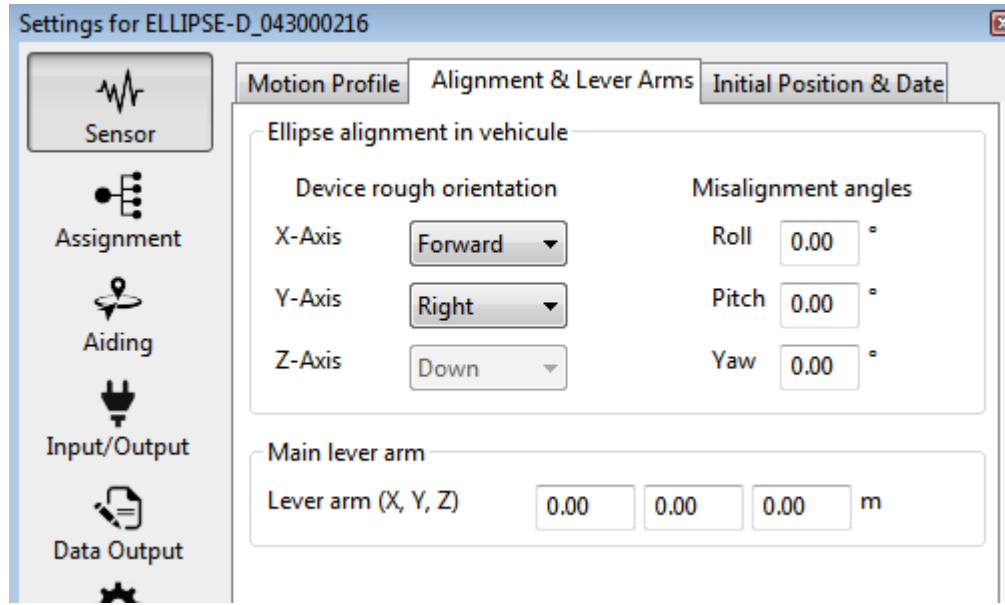 Settings for ELLIPSE-D_043000216
Sensor
Assignment
Aiding
Input/Output
Data Output
Motion Profile Alignment & Lever Arms Initial Position & Date
Ellipse alignment in vehicule
Device rough orientation Misalignment angles
X-Axis Forward Roll 0.00 °
Y-Axis Right Pitch 0.00 °
Z-Axis Down Yaw 0.00 °
Main lever arm
Lever arm (X, Y, Z) 0.00 0.00 0.00 m